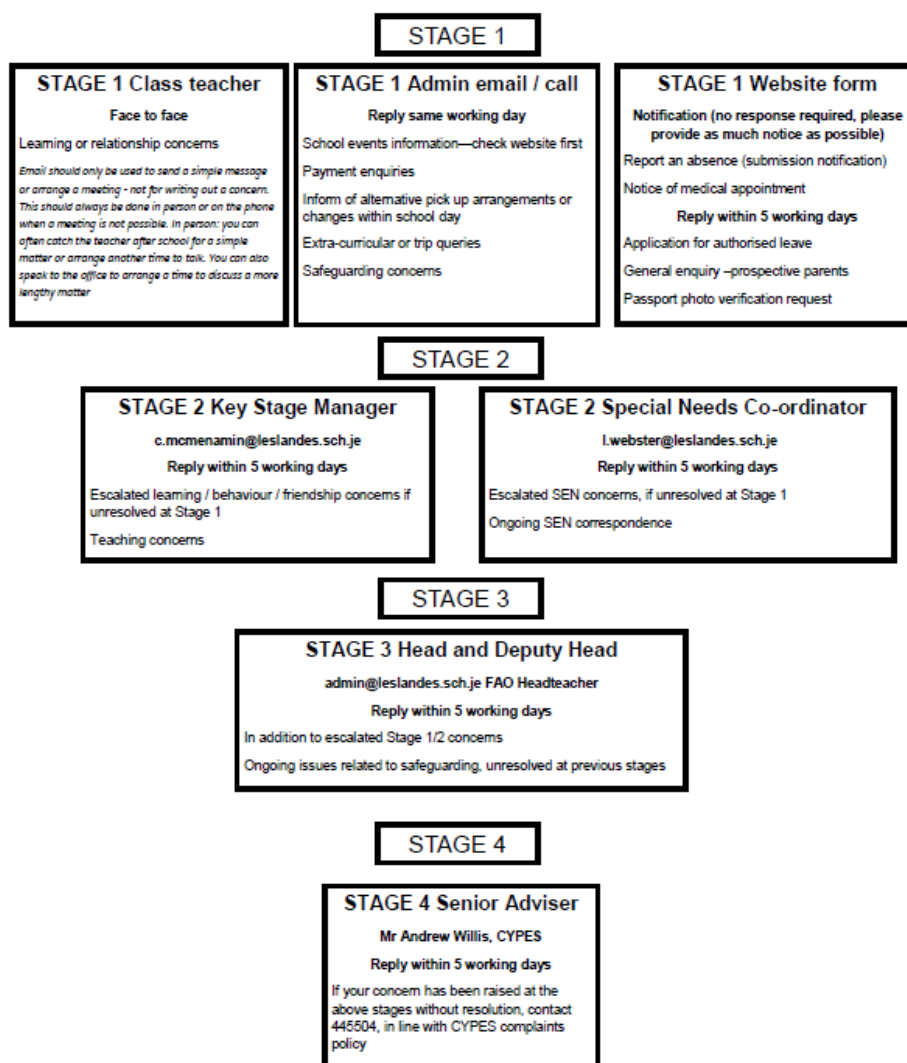 STAGE 1
STAGE 1 Class teacher
Face to face
Learning or relationship concerns
Email should only be used to send a simple message
or arrange a meeting - not for writing out a concern.
This should always be done in person or on the phone
when a meeting is not possible. In person: you can
often catch the teacher after school for a simple
matter or arrange another time to talk. You can also
speak to the office to arrange a time to discuss a more
lengthy matter
STAGE 1 Admin email / call
Reply same working day
School events information—check website first
Payment enquiries
Inform of alternative pick up arrangements or
changes within school day
Extra-curricular or trip queries
Safeguarding concerns
STAGE 1 Website form
Notification (no response required, please
provide as much notice as possible)
Report an absence (submission notification)
Notice of medical appointment
Reply within 5 working days
Application for authorised leave
General enquiry –prospective parents
Passport photo verification request
STAGE 2
STAGE 2 Key Stage Manager
c.mcmenamin@leslandes.sch.je
Reply within 5 working days
Escalated learning / behaviour / friendship concerns if
unresolved at Stage 1
Teaching concerns
STAGE 2 Special Needs Co-ordinator
l.webster@leslandes.sch.je
Reply within 5 working days
Escalated SEN concerns, if unresolved at Stage 1
Ongoing SEN correspondence
STAGE 3
STAGE 3 Head and Deputy Head
admin@leslandes.sch.je FAO Headteacher
Reply within 5 working days
In addition to escalated Stage 1/2 concerns
Ongoing issues related to safeguarding, unresolved at previous stages
STAGE 4
STAGE 4 Senior Adviser
Mr Andrew Willis, CYPES
Reply within 5 working days
If your concern has been raised at the
above stages without resolution, contact
445504, in line with CYPES complaints
policy